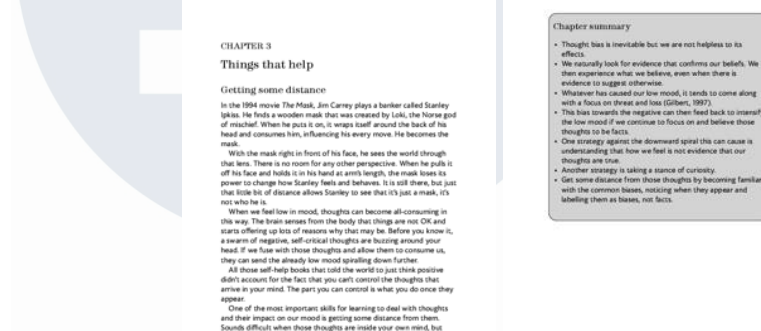 CHAPTER 3
Things that help
Getting some distance
In the 1994 movie The Mask, Jim Carrey plays a banker called Stanley
Ipkiss. He finds a wooden mask that was created by Loki, the Norse god
of mischief. When he puts it on, it wraps itself around the back of his
head and consumes him, influencing his every move. He becomes the
mask.
With the mask right in front of his face, he sees the world through
that lens. There is no room for any other perspective. When he pulls it
off his face and holds it in his hand at arm's length, the mask loses its
power to change how Stanley feels and behaves. It is still there, but just
that little bit of distance allows Stanley to see that it's just a mask, it's
not who he is.
When we feel low in mood, thoughts can become all-consuming in
this way. The brain senses from the body that things are not OK and
starts offering up lots of reasons why that may be. Before you know it,
a swarm of negative, self-critical thoughts are buzzing around your
head. If we fuse with those thoughts and allow them to consume us,
they can send the already low mood spiralling down further.
All those self-help books that told the world to just think positive
didn't account for the fact that you can't control the thoughts that
arrive in your mind. The part you can control is what you do once they
appear.
One of the most important skills for learning to deal with thoughts
and their impact on our mood is getting some distance from them.
Sounds difficult when those thoughts are inside your own mind, but
Chapter summary
• Thought bias is inevitable but we are not helpless to its
effects.
• We naturally look for evidence that confirms our beliefs. We
then experience what we believe, even when there is
evidence to suggest otherwise.
• Whatever has caused our low mood, it tends to come along
with a focus on threat and loss (Gilbert, 1997).
• This bias towards the negative can then feed back to intensify
the low mood if we continue to focus on and believe those
thoughts to be facts.
• One strategy against the downward spiral this can cause is
understanding that how we feel is not evidence that our
thoughts are true.
• Another strategy is taking a stance of curiosity.
• Get some distance from those thoughts by becoming familiar
with the common biases, noticing when they appear and
labelling them as biases, not facts.